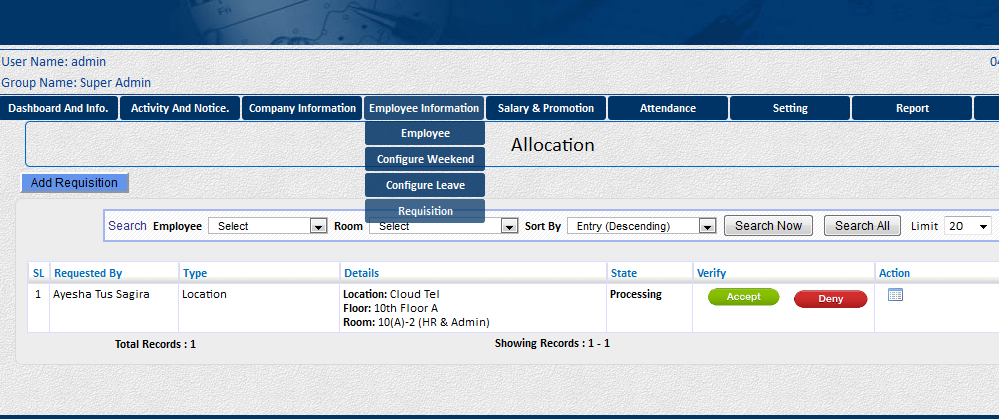 User Name: admin
04
Group Name: Super Admin
Dashboard And Info. Activity And Notice. Company Information Employee Information Salary & Promotion Attendance Setting Report
Employee
Configure Weekend
Configure Leave
Requisition
Allocation
Add Requisition
Search Employee Select Room Select Sort By Entry (Descending) Search Now Search All Limit 20
SL Requested By Type Details State Verify Action
1 Ayesha Tus Sagira Location Location: Cloud Tel Processing Accept Deny
Floor: 10th Floor A
Room: 10(A)-2 (HR & Admin)
Total Records : 1 Showing Records : 1 - 1